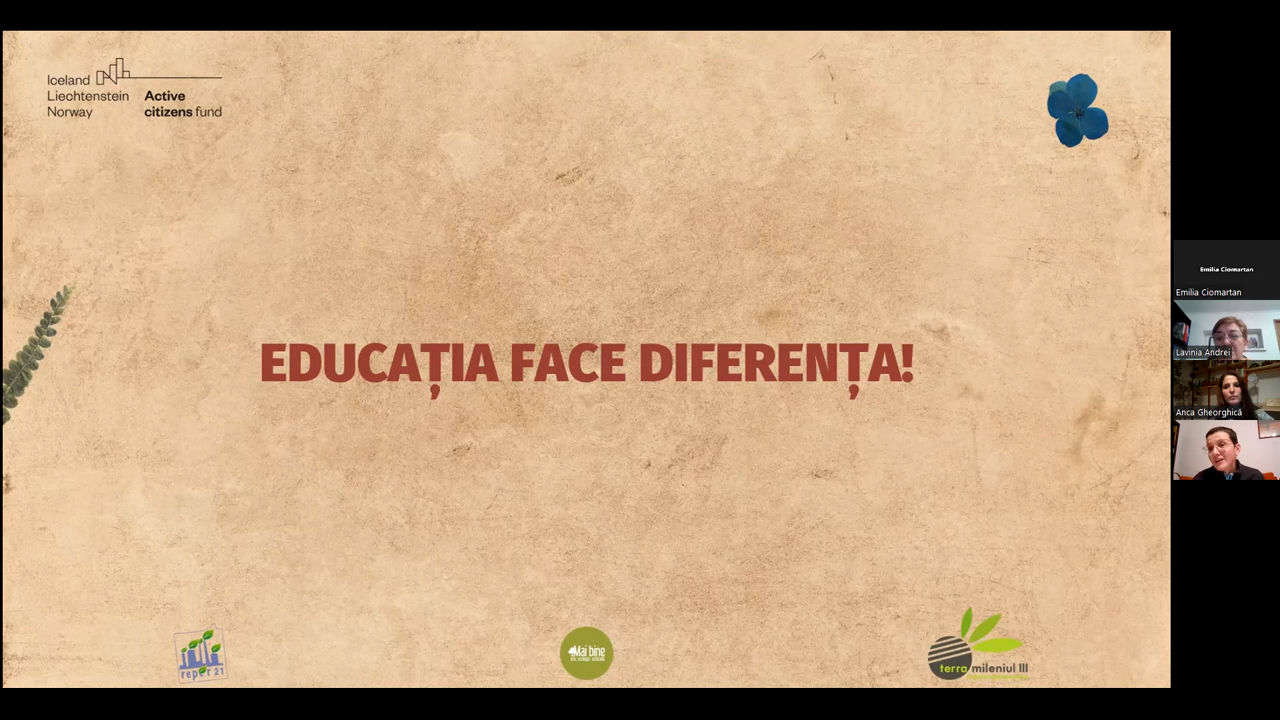 Iceland
Liechtenstein
Norway
Active
citizens fund
EDUCAȚIA FACE DIFERENȚA!
reper 21
Mai bine
terra mileniul III
Emilia Ciomartan
Emilia Ciomartan
Lavinia Andrei
Anca Gheorghică